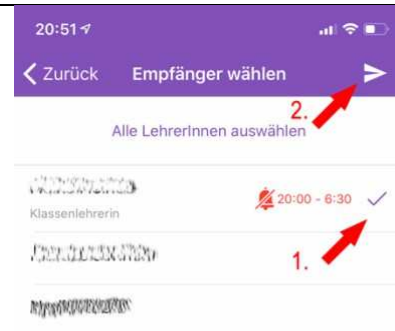 20:51
Zurück Empfänger wählen
2.
Alle LehrerInnen auswählen
20:00 - 6:30
Klassenlehrerin
1.